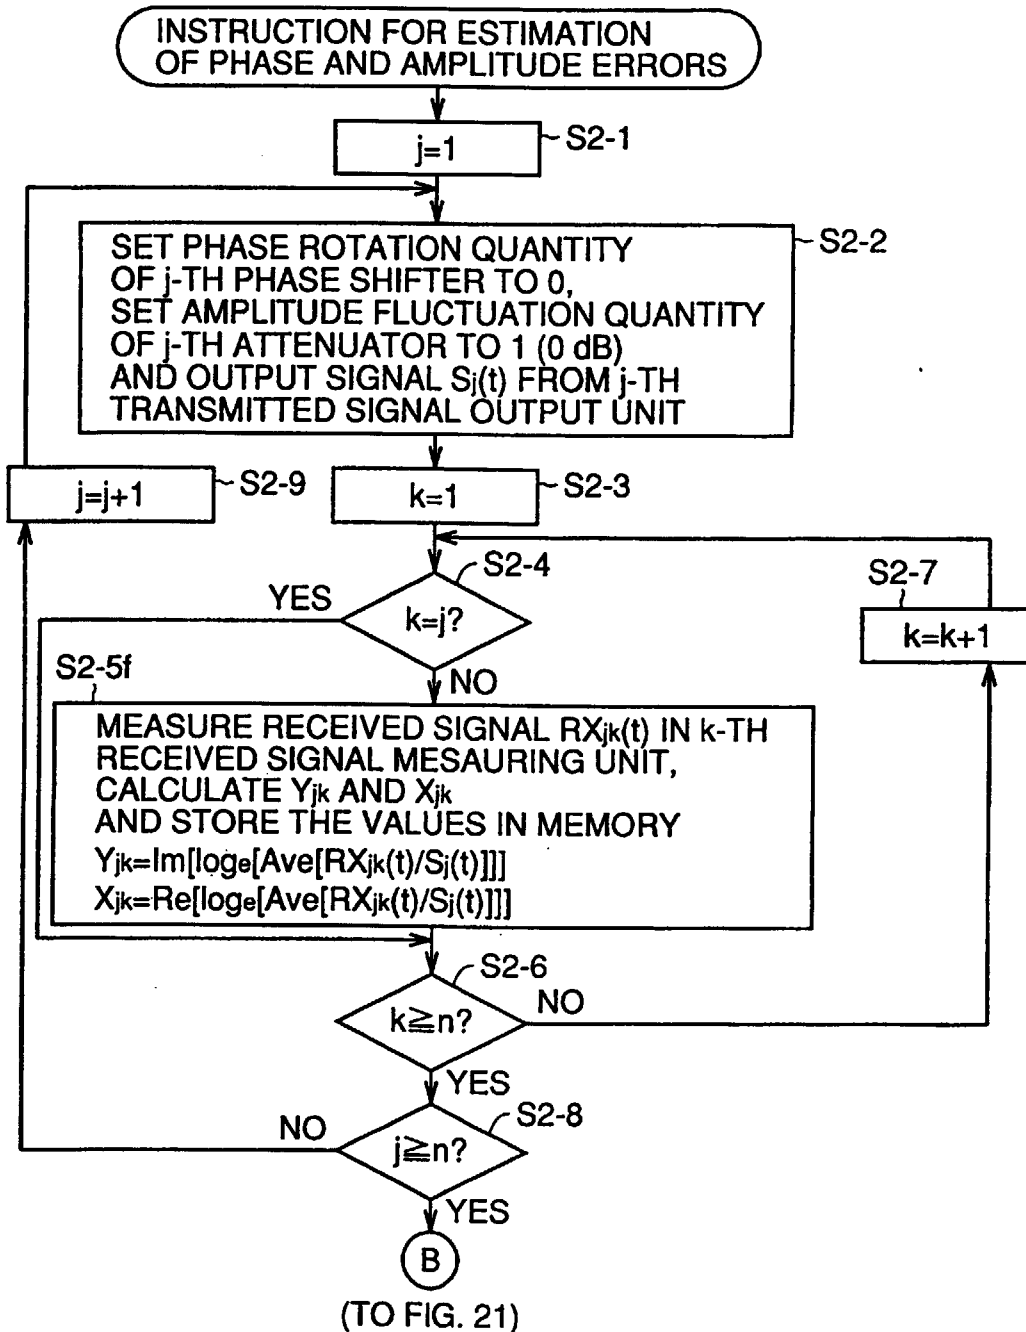 INSTRUCTION FOR ESTIMATION
OF PHASE AND AMPLITUDE ERRORS
j=1
S2-1
SET PHASE ROTATION QUANTITY
OF j-TH PHASE SHIFTER TO 0,
SET AMPLITUDE FLUCTUATION QUANTITY
OF j-TH ATTENUATOR TO 1 (0 dB)
AND OUTPUT SIGNAL Sj(t) FROM j-TH
TRANSMITTED SIGNAL OUTPUT UNIT
S2-2
j=j+1
S2-9
k=1
S2-3
S2-4
YES
k=j?
NO
S2-7
k=k+1
S2-5f
MEASURE RECEIVED SIGNAL RXjk(t) IN k-TH
RECEIVED SIGNAL MESAURING UNIT,
CALCULATE Yjk AND Xjk
AND STORE THE VALUES IN MEMORY
Yjk=Im[loge[Ave[RXjk(t)/Sj(t)]]]
Xjk=Re[loge[Ave[RXjk(t)/Sj(t)]]]
S2-6
k≧n?
NO
YES
S2-8
NO
j≧n?
YES
B
(TO FIG. 21)